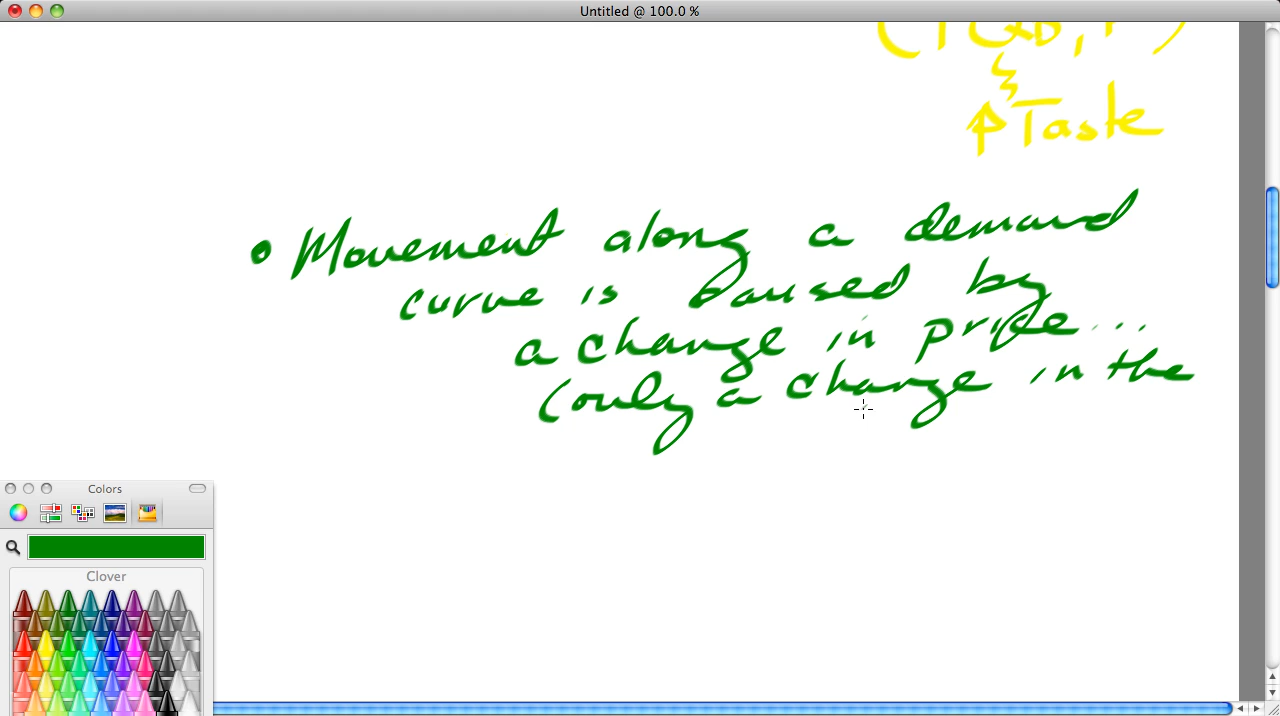 Untitled @ 100.0 %
↑ Taste
• Movement along a demand
curve is caused by
a change in price...
(only a change in the
Colors
Clover